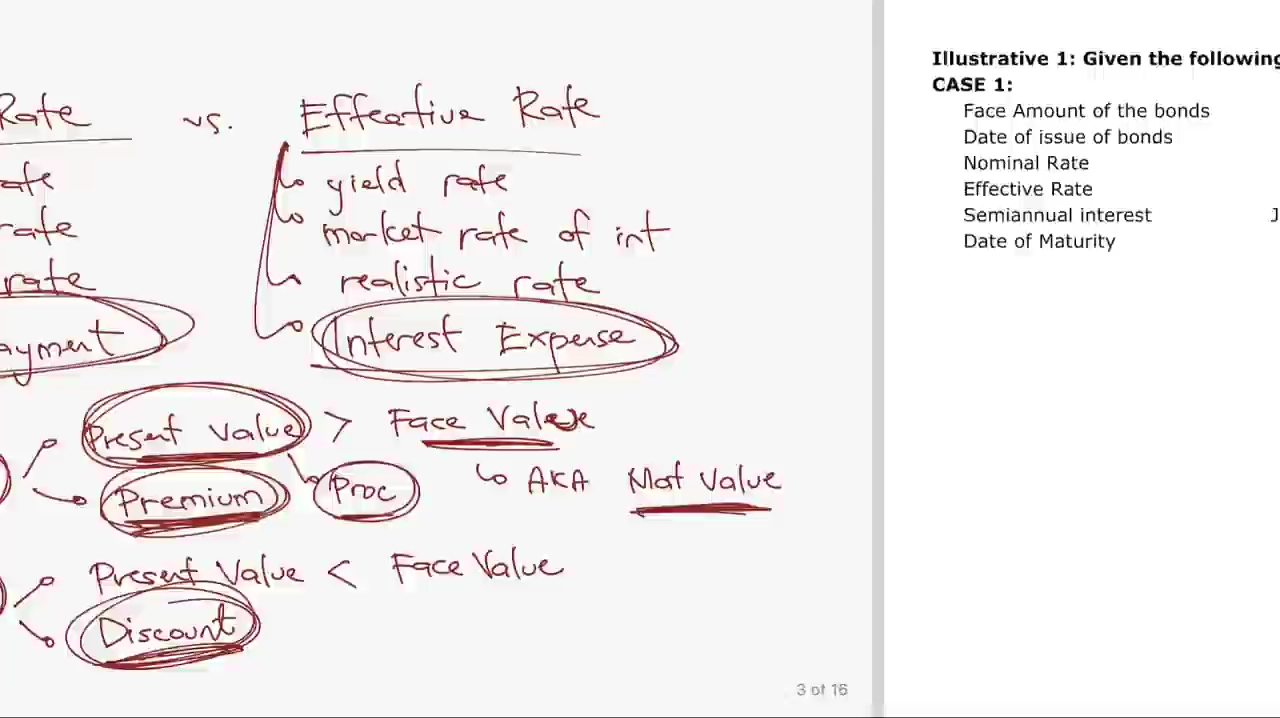 Rate vs. Effective Rate
ate yield rate
rate market rate of int
rate realistic rate
ayment Interest Expense
Present Value > Face Value
Premium Proc AKA Mat Value
Present Value < Face Value
Discount
3 of 16
Illustrative 1: Given the following
CASE 1:
Face Amount of the bonds
Date of issue of bonds
Nominal Rate
Effective Rate
Semiannual interest J
Date of Maturity